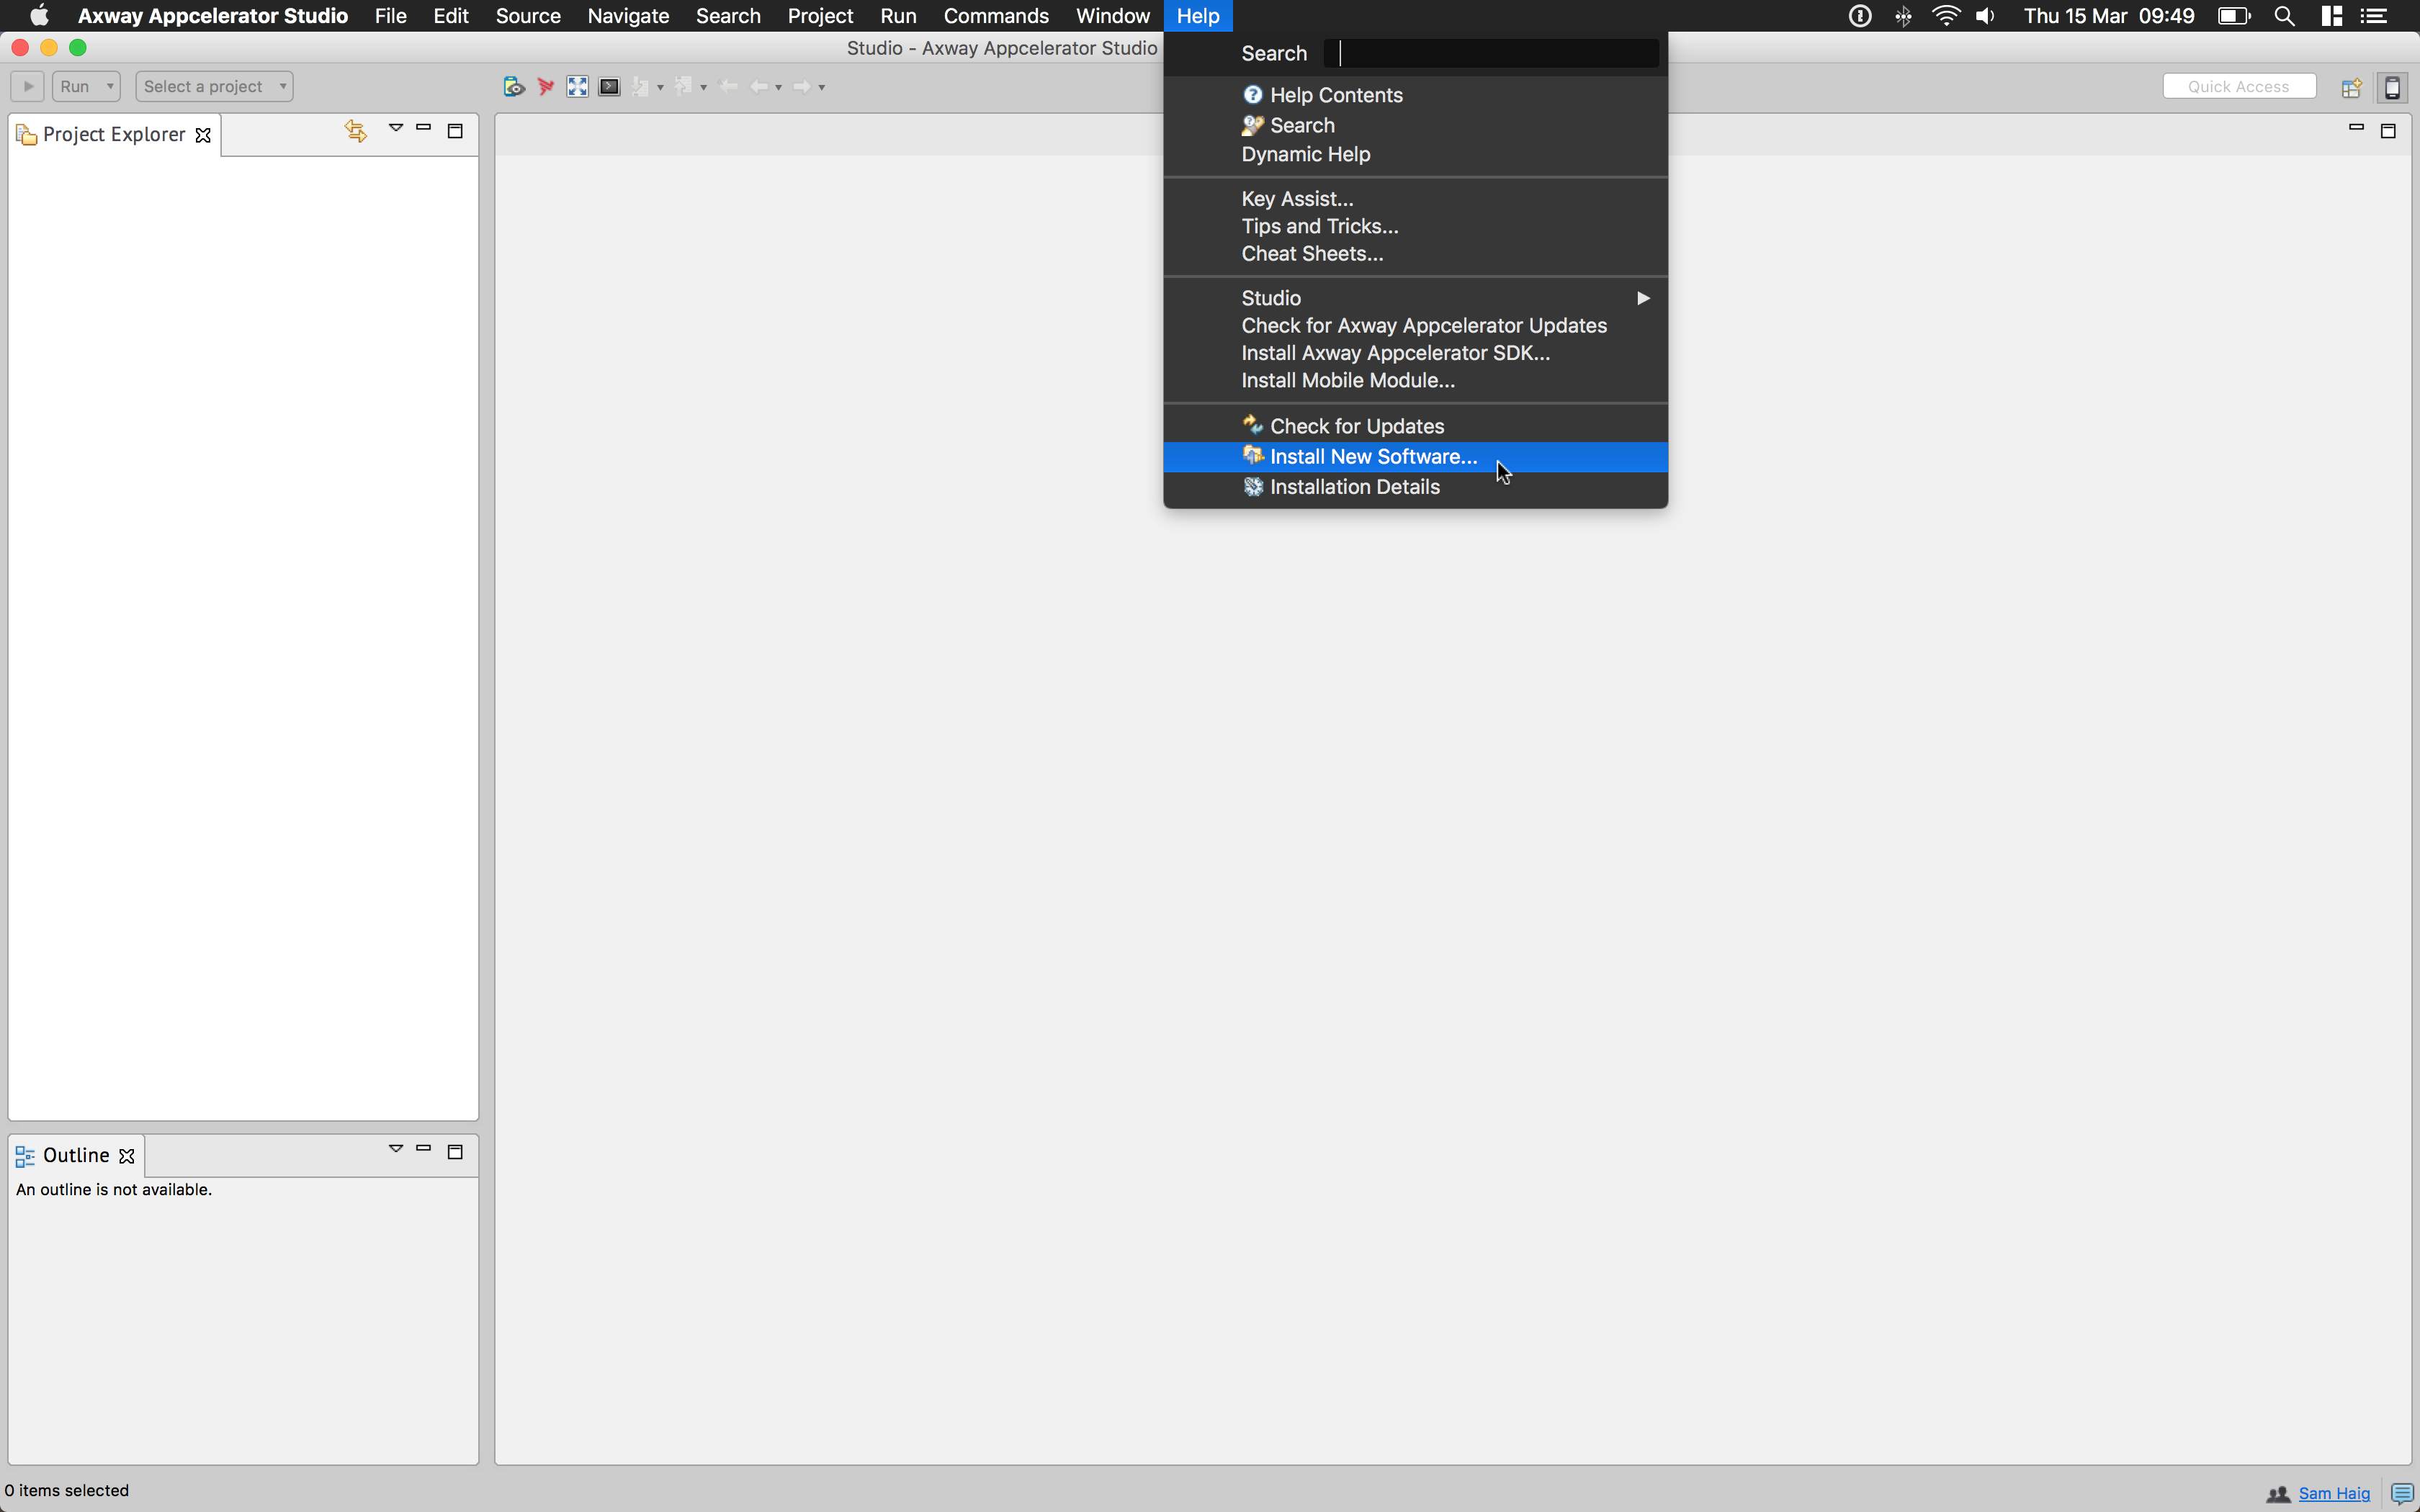 Axway Appcelerator Studio File Edit Source Navigate Search Project Run Commands Window Help Thu 15 Mar 09:49
Studio - Axway Appcelerator Studio
Run Select a project Quick Access
Project Explorer
Search
Help Contents
Search
Dynamic Help
Key Assist...
Tips and Tricks...
Cheat Sheets...
Studio
Check for Axway Appcelerator Updates
Install Axway Appcelerator SDK...
Install Mobile Module...
Check for Updates
Install New Software...
Installation Details
Outline
An outline is not available.
0 items selected
Sam Haig